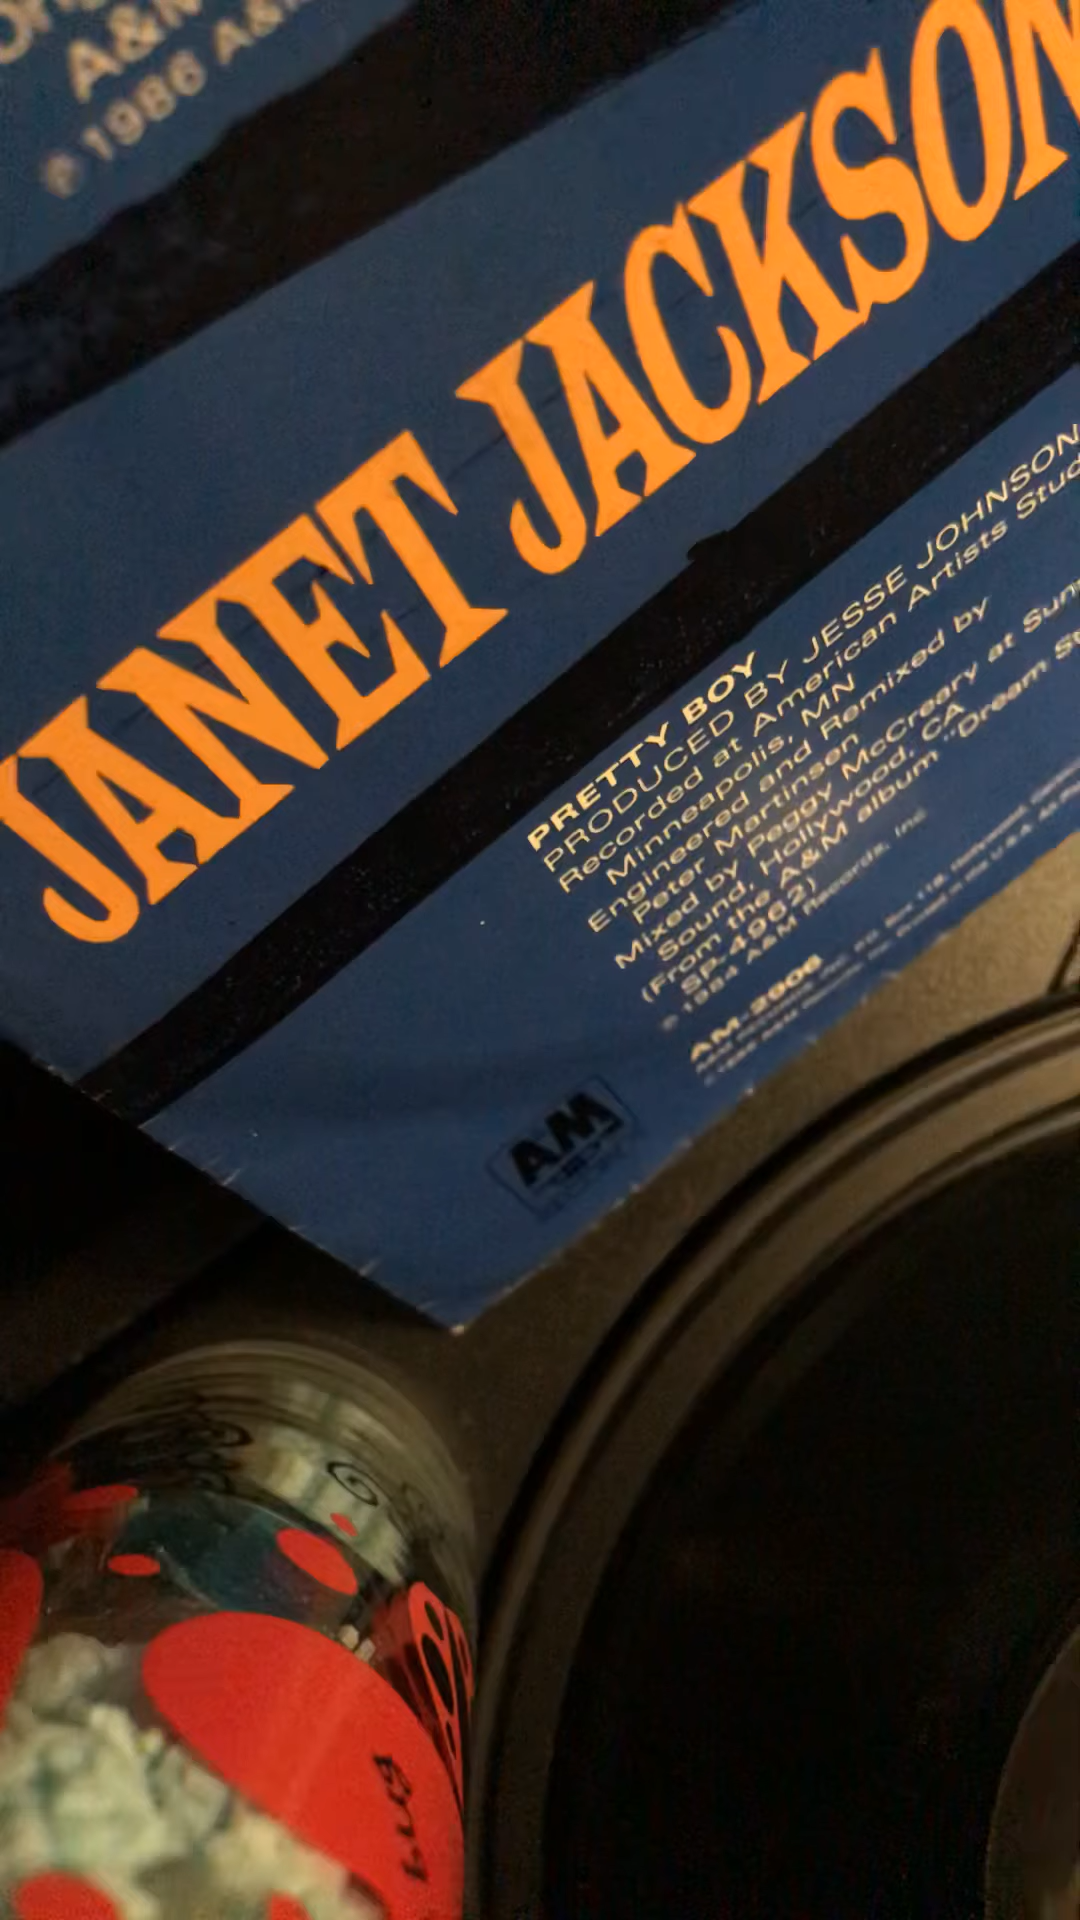 A&M
℗ 1986 A&M
JANET JACKSON
PRETTY BOY
PRODUCED BY JESSE JOHNSON
Recorded at American Artists Stud
Minneapolis, MN
Engineered and Remixed by
Peter Martinsen
Mixed by Peggy McCreary at Sun
Sound, Hollywood, CA
(From the A&M album "Dream St
SP-4962)
℗ 1984 A&M Records, Inc.
AM-2906
A&M